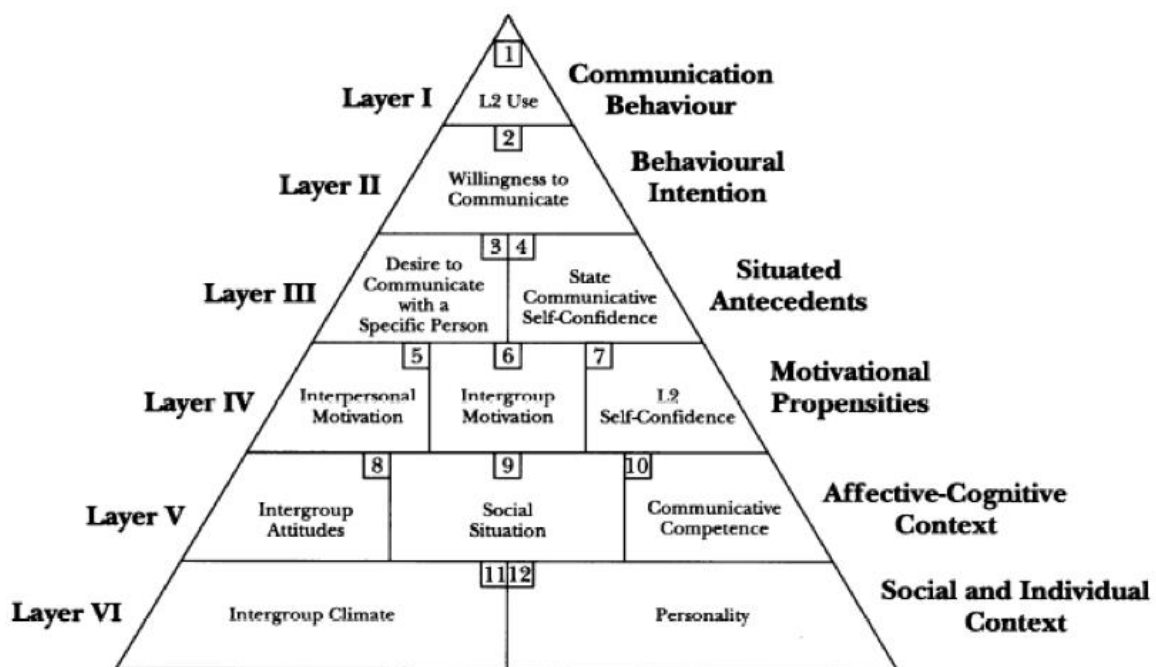 1
Layer I
L2 Use
Communication
Behaviour
2
Layer II
Willingness to
Communicate
Behavioural
Intention
3 4
Layer III
Desire to
Communicate
with a
Specific Person
State
Communicative
Self-Confidence
Situated
Antecedents
5 6 7
Layer IV
Interpersonal
Motivation
Intergroup
Motivation
L2
Self-Confidence
Motivational
Propensities
8 9 10
Layer V
Intergroup
Attitudes
Social
Situation
Communicative
Competence
Affective-Cognitive
Context
11 12
Layer VI
Intergroup Climate
Personality
Social and Individual
Context